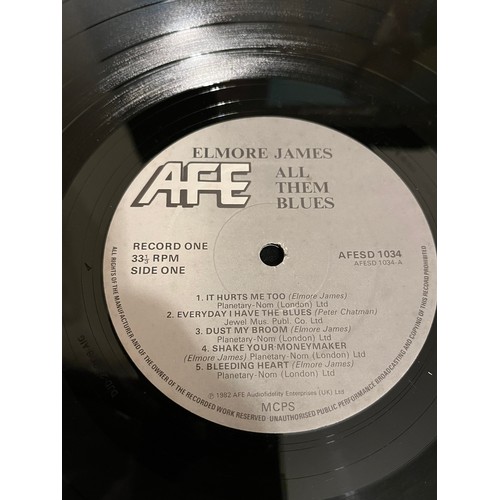 ELMORE JAMES
AFE
ALL
THEM
BLUES
RECORD ONE
33⅓ RPM
SIDE ONE
AFESD 1034
AFESD 1034-A
1. IT HURTS ME TOO (Elmore James)
Planetary-Nom (London) Ltd
2. EVERYDAY I HAVE THE BLUES (Peter Chatman)
Jewel Mus. Publ. Co. Ltd
3. DUST MY BROOM (Elmore James)
Planetary-Nom (London) Ltd
4. SHAKE YOUR MONEYMAKER
(Elmore James) Planetary-Nom (London) Ltd
5. BLEEDING HEART (Elmore James)
Planetary-Nom (London) Ltd
℗ 1982 AFE Audiofidelity Enterprises (UK) Ltd
MCPS
ALL RIGHTS OF THE MANUFACTURER AND OF THE OWNER OF THE RECORDED WORK RESERVED UNAUTHORISED PUBLIC PERFORMANCE BROADCASTING AND COPYING OF THIS RECORD PROHIBITED